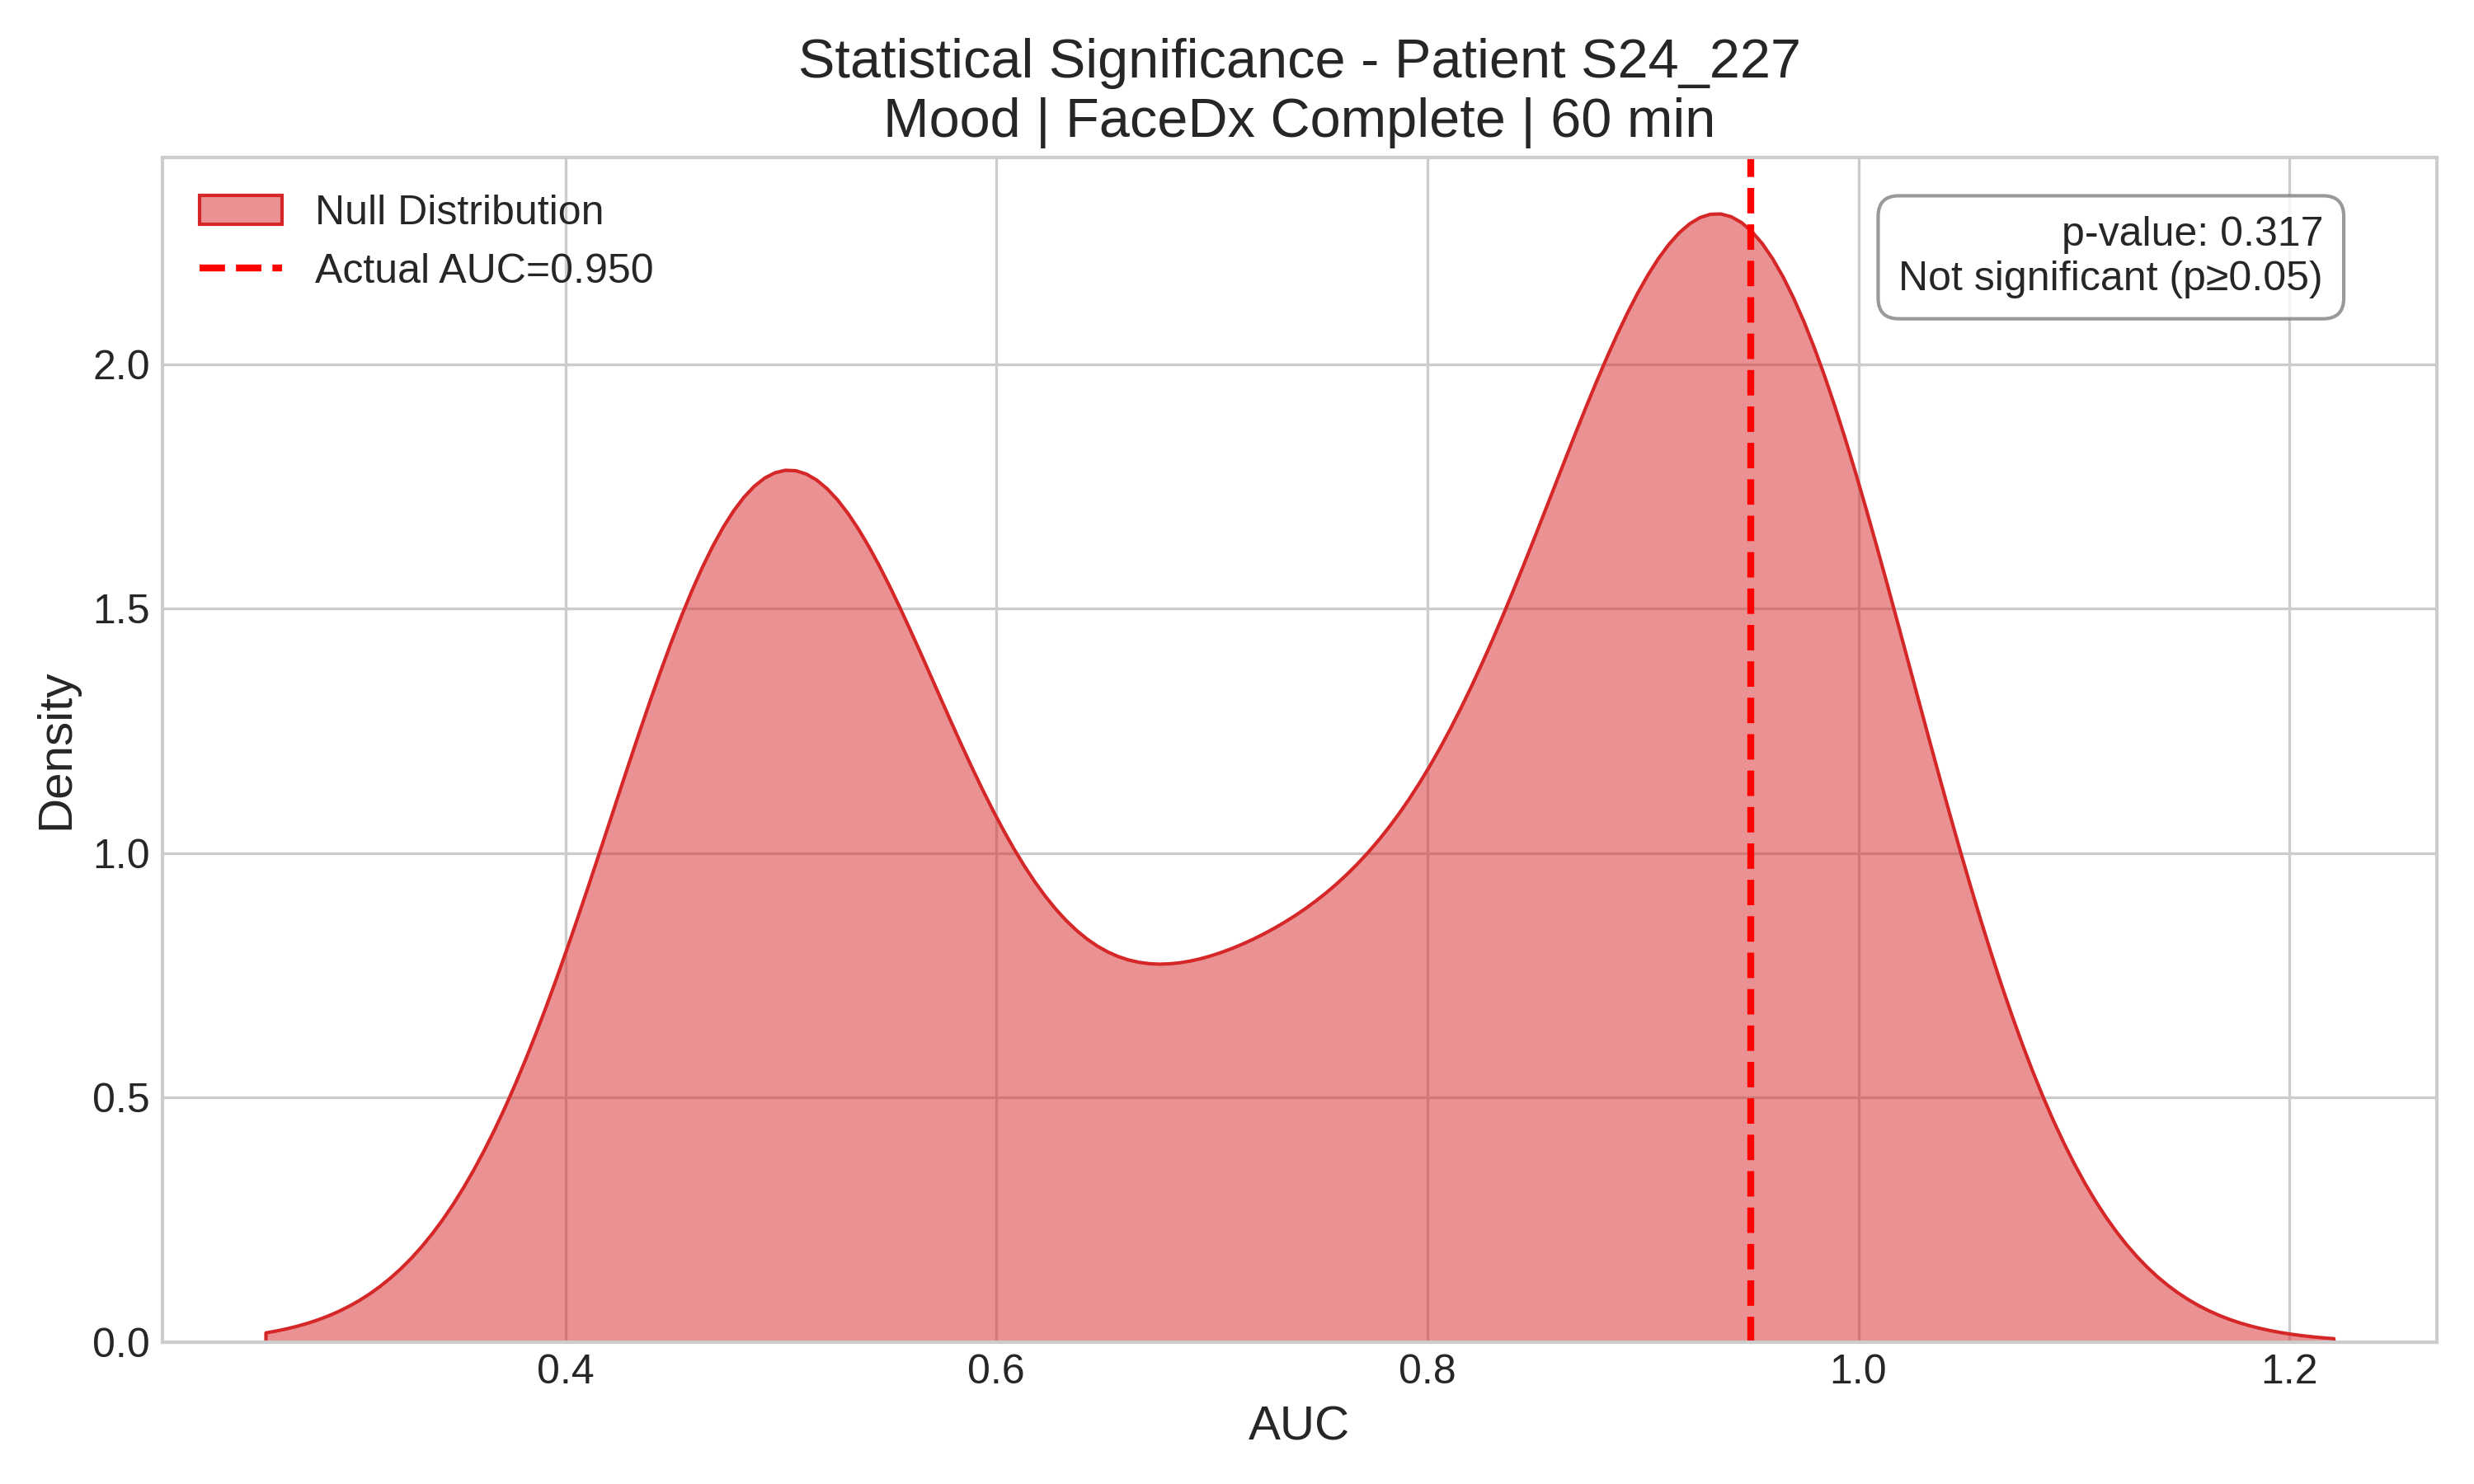 Statistical Significance - Patient S24_227
Mood | FaceDx Complete | 60 min
Null Distribution
Actual AUC=0.950
p-value: 0.317
Not significant (p≥0.05)
Density
2.0
1.5
1.0
0.5
0.0
0.4
0.6
0.8
1.0
1.2
AUC